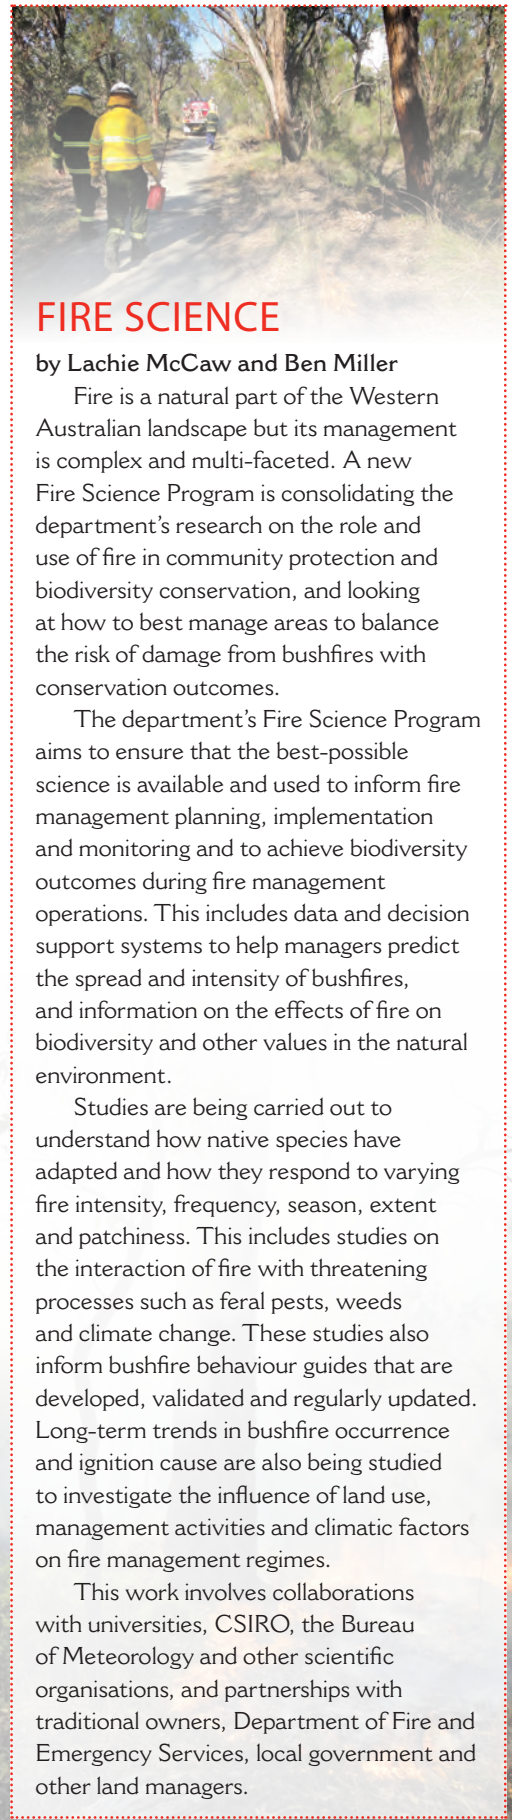 FIRE SCIENCE
by Lachie McCaw and Ben Miller
Fire is a natural part of the Western
Australian landscape but its management
is complex and multi-faceted. A new
Fire Science Program is consolidating the
department's research on the role and
use of fire in community protection and
biodiversity conservation, and looking
at how to best manage areas to balance
the risk of damage from bushfires with
conservation outcomes.
The department's Fire Science Program
aims to ensure that the best-possible
science is available and used to inform fire
management planning, implementation
and monitoring and to achieve biodiversity
outcomes during fire management
operations. This includes data and decision
support systems to help managers predict
the spread and intensity of bushfires,
and information on the effects of fire on
biodiversity and other values in the natural
environment.
Studies are being carried out to
understand how native species have
adapted and how they respond to varying
fire intensity, frequency, season, extent
and patchiness. This includes studies on
the interaction of fire with threatening
processes such as feral pests, weeds
and climate change. These studies also
inform bushfire behaviour guides that are
developed, validated and regularly updated.
Long-term trends in bushfire occurrence
and ignition cause are also being studied
to investigate the influence of land use,
management activities and climatic factors
on fire management regimes.
This work involves collaborations
with universities, CSIRO, the Bureau
of Meteorology and other scientific
organisations, and partnerships with
traditional owners, Department of Fire and
Emergency Services, local government and
other land managers.